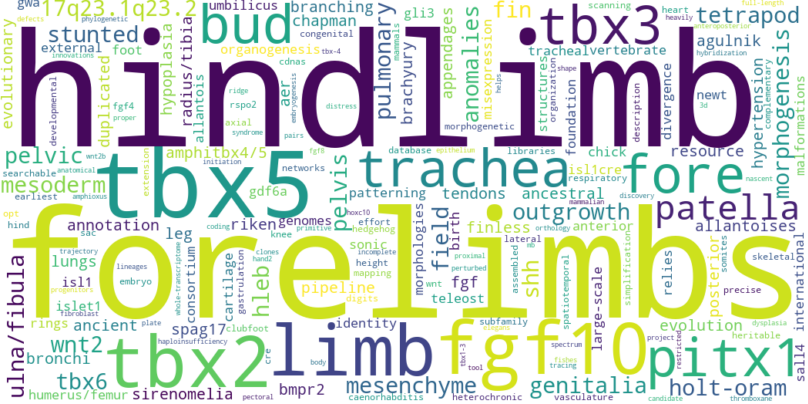 gwa
17q23.1q23.2
umbilicus
branching
gli3
fin
scanning
heart
full-length
defects
phylogenetic
stunted
bud
chapman
congenital
tbx3
heavily
tetrapod
anteroposterior
evolutionary
external
foot
organogenesis
tbx-4
pulmonary
mammals
appendages
anomalies
misexpression
tracheal
vertebrate
agulnik
innovations
hybridization
hindlimb
developmental
duplicated
hypoplasia
radius/tibia
allantois
cdnas
aer
embryogenesis
brachyury
helps
structures
organization
shape
foundation
description
divergence
newt
3d
hypertension
complementary
morphogenesis
malformations
fgf4
proper
ridge
rspo2
distress
axial
syndrome
pairs
morphogenetic
pelvic
wnt2b
amphitbx4/5
initiation
fgf8
database
epithelium
libraries
chick
resource
searchable
anatomical
tbx5
networks
trachea
isl1cre
respiratory
fore
nascent
mesoderm
extension
gdf6a
pelvis
patterning
tendons
ancestral
mammalian
discovery
earliest
amphioxus
hoxc10
outgrowth
patella
opt
annotation
riken
genomes
effort
morphologies
field
birth
finless
anterior
orthology
allantoises
hind
sac
leg
coding
primitive
hedgehog
knee
sonic
incomplete
lateral
forelimbs
trajectory
lungs
isl1
lineages
consortium
cartilage
gastrulation
clones
hand2
height
mapping
wnt
proximal
perturbed
shh
assembled
mb
spatiotemporal
simplification
relies
posterior
somites
skeletal
precise
international
ulna/fibula
progenitors
embryo
whole-transcriptome
hleb
pipeline
digits
fgf
teleost
large-scale
islet1
fibroblast
rings
ancient
plate
spag17
clubfoot
identity
subfamily
elegans
evolution
project
dysplasia
heritable
wnt2
haploinsufficiency
limb
fgf10
tbx1-3
tool
spectrum
fishes
tracing
restricted
pitx1
sall4
bronchi
tbx2
cre
body
tbx6
mesenchyme
genitalia
holt-oram
humerus/femur
sirenomelia
pectoral
bmpr2
caenorhabditis
heterochronic
vasculature
candidate
thromboxane